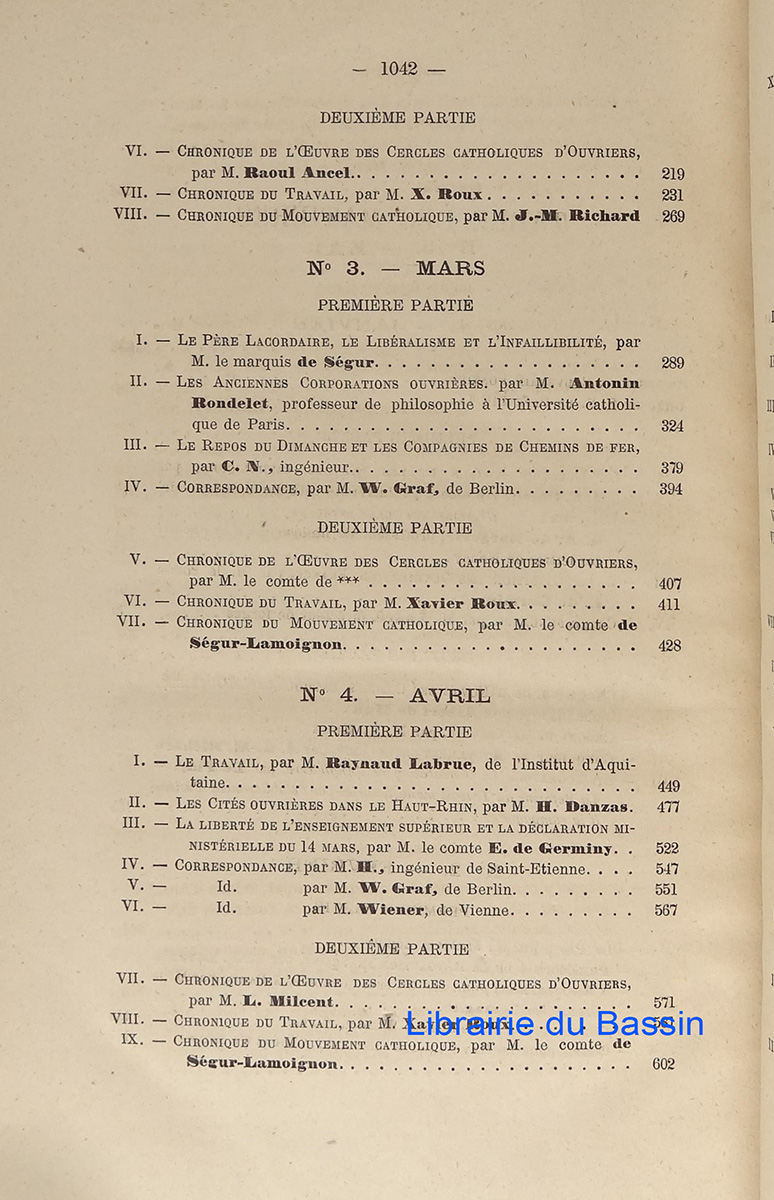 — 1042 —
DEUXIÈME PARTIE
VI. — Chronique de l'Œuvre des Cercles catholiques d'Ouvriers,
par M. Raoul Ancel. . . . . . . . . . . . . . . . . . . . . . 219
VII. — Chronique du Travail, par M. X. Roux . . . . . . . . . . . 231
VIII. — Chronique du Mouvement catholique, par M. J.-M. Richard 269
N° 3. — MARS
PREMIÈRE PARTIE
I. — Le Père Lacordaire, le Libéralisme et l'Infaillibilité, par
M. le marquis de Ségur. . . . . . . . . . . . . . . . . . . . 289
II. — Les Anciennes Corporations ouvrières. par M. Antonin
Rondelet, professeur de philosophie à l'Université catholi-
que de Paris. . . . . . . . . . . . . . . . . . . . . . . . . . 324
III. — Le Repos du Dimanche et les Compagnies de Chemins de fer,
par C. N., ingénieur. . . . . . . . . . . . . . . . . . . . . . 379
IV. — Correspondance, par M. W. Graf, de Berlin. . . . . . . . . 394
DEUXIÈME PARTIE
V. — Chronique de l'Œuvre des Cercles catholiques d'Ouvriers,
par M. le comte de *** . . . . . . . . . . . . . . . . . . . 407
VI. — Chronique du Travail, par M. Xavier Roux. . . . . . . . . 411
VII. — Chronique du Mouvement catholique, par M. le comte de
Ségur-Lamoignon. . . . . . . . . . . . . . . . . . . . . . 428
N° 4. — AVRIL
PREMIÈRE PARTIE
I. — Le Travail, par M. Raynaud Labrue, de l'Institut d'Aqui-
taine. . . . . . . . . . . . . . . . . . . . . . . . . . . . . 449
II. — Les Cités ouvrières dans le Haut-Rhin, par M. H. Danzas. 477
III. — La liberté de l'enseignement supérieur et la déclaration mi-
nistérielle du 14 mars, par M. le comte E. de Germiny. . 522
IV. — Correspondance, par M. H., ingénieur de Saint-Etienne. . . . 547
V. — Id. par M. W. Graf, de Berlin. . . . . . . . . 551
VI. — Id. par M. Wiener, de Vienne. . . . . . . . . 567
DEUXIÈME PARTIE
VII. — Chronique de l'Œuvre des Cercles catholiques d'Ouvriers,
par M. L. Milcent. . . . . . . . . . . . . . . . . . . . . . . 571
VIII. — Chronique du Travail, par M. Xavier Roux. . . . . .
Librairie du Bassin
IX. — Chronique du Mouvement catholique, par M. le comte de
Ségur-Lamoignon. . . . . . . . . . . . . . . . . . . . . . 602